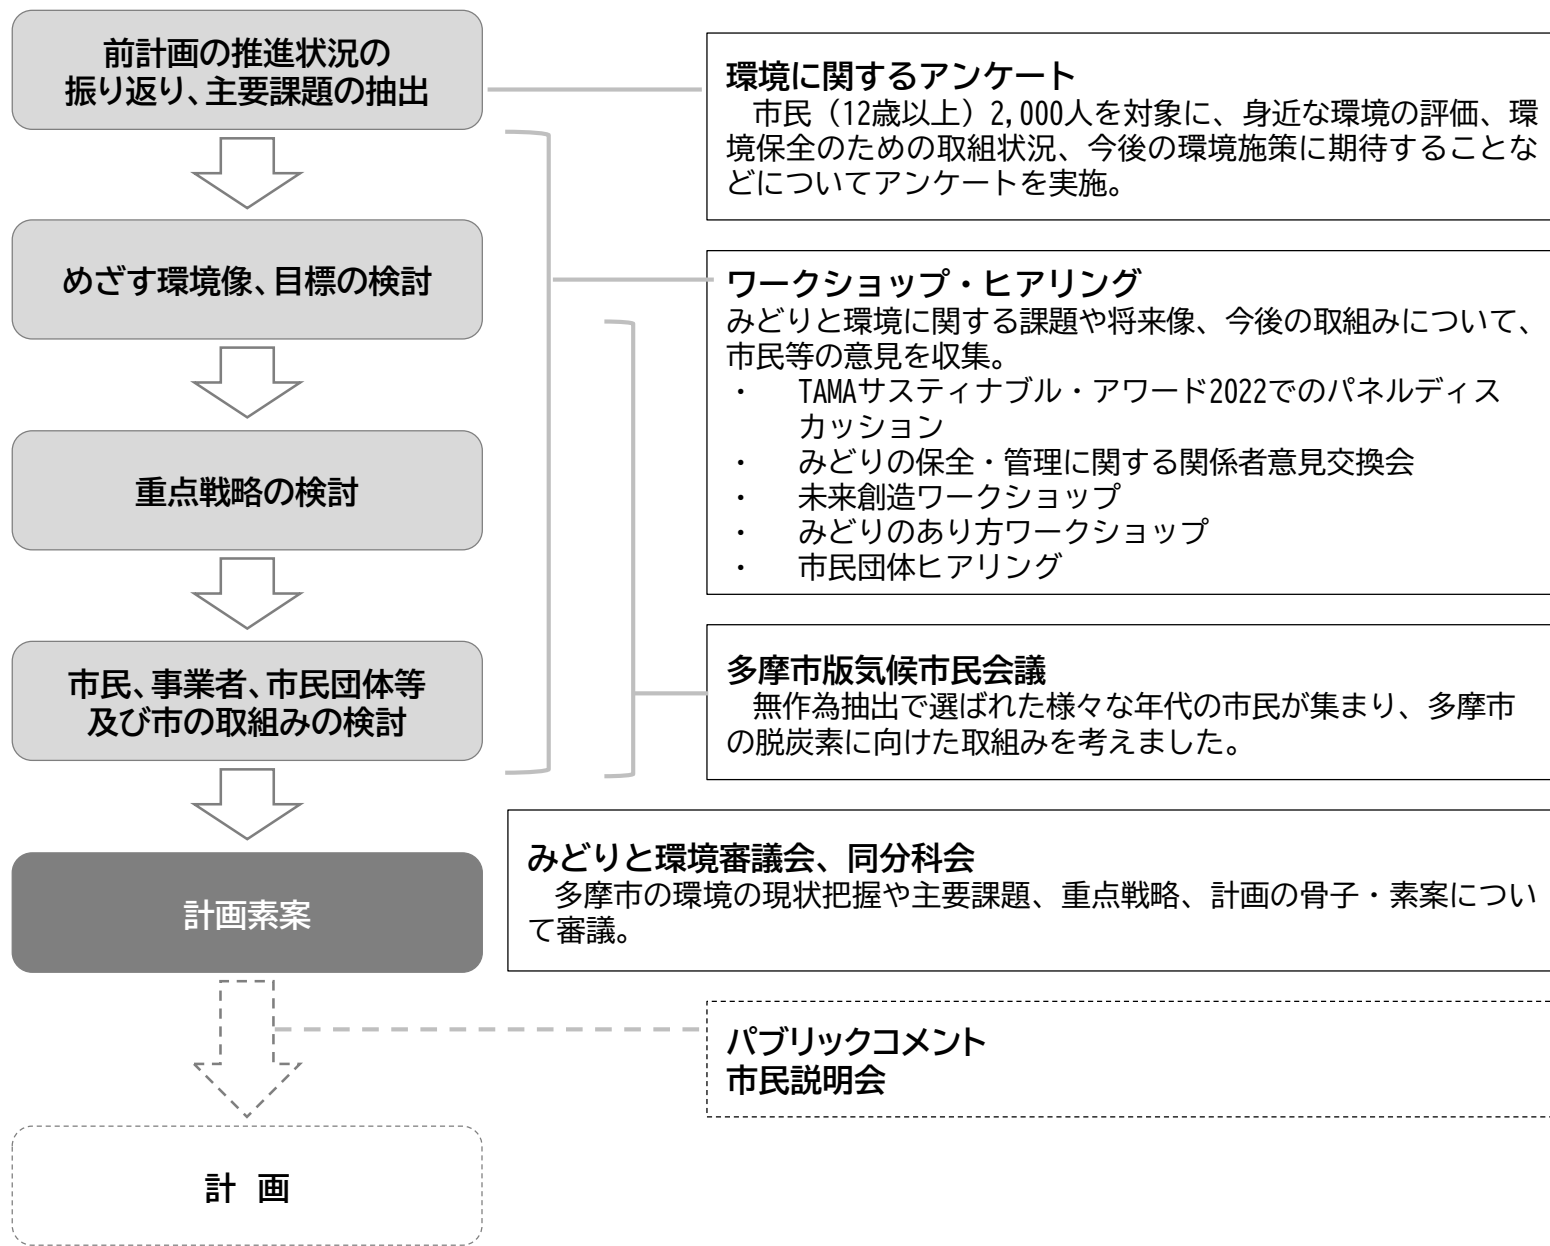 前計画の推進状況の
振り返り、主要課題の抽出
めざす環境像、目標の検討
重点戦略の検討
市民、事業者、市民団体等
及び市の取組みの検討
計画素案
計 画
環境に関するアンケート
市民（12歳以上）2,000人を対象に、身近な環境の評価、環
境保全のための取組状況、今後の環境施策に期待することな
どについてアンケートを実施。
ワークショップ・ヒアリング
みどりと環境に関する課題や将来像、今後の取組みについて、
市民等の意見を収集。
・ TAMAサスティナブル・アワード2022でのパネルディス
カッション
・ みどりの保全・管理に関する関係者意見交換会
・ 未来創造ワークショップ
・ みどりのあり方ワークショップ
・ 市民団体ヒアリング
多摩市版気候市民会議
無作為抽出で選ばれた様々な年代の市民が集まり、多摩市
の脱炭素に向けた取組みを考えました。
みどりと環境審議会、同分科会
多摩市の環境の現状把握や主要課題、重点戦略、計画の骨子・素案につい
て審議。
パブリックコメント
市民説明会